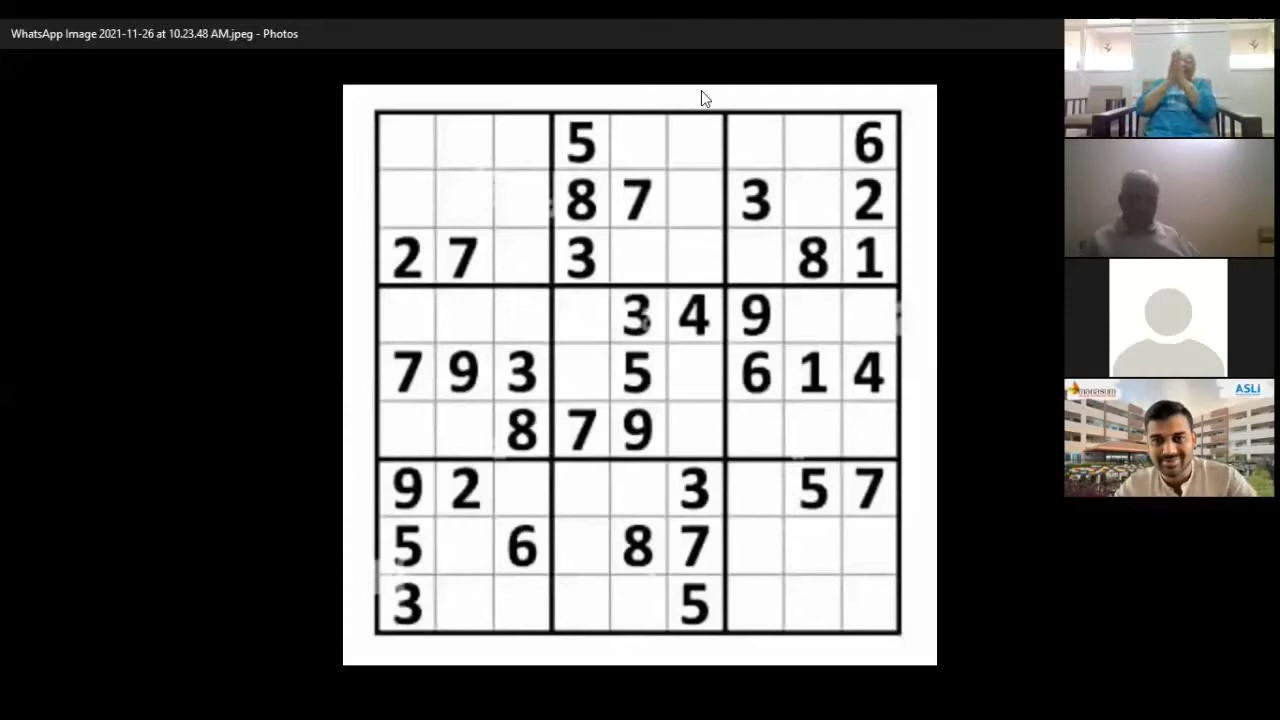 WhatsApp Image 2021-11-26 at 10.23.48 AM.jpeg - Photos
5 6
8 7 3 2
2 7 3 8 1
3 4 9
7 9 3 5 6 1 4
8 7 9
9 2 3 5 7
5 6 8 7
3 5
manasum
ASLi